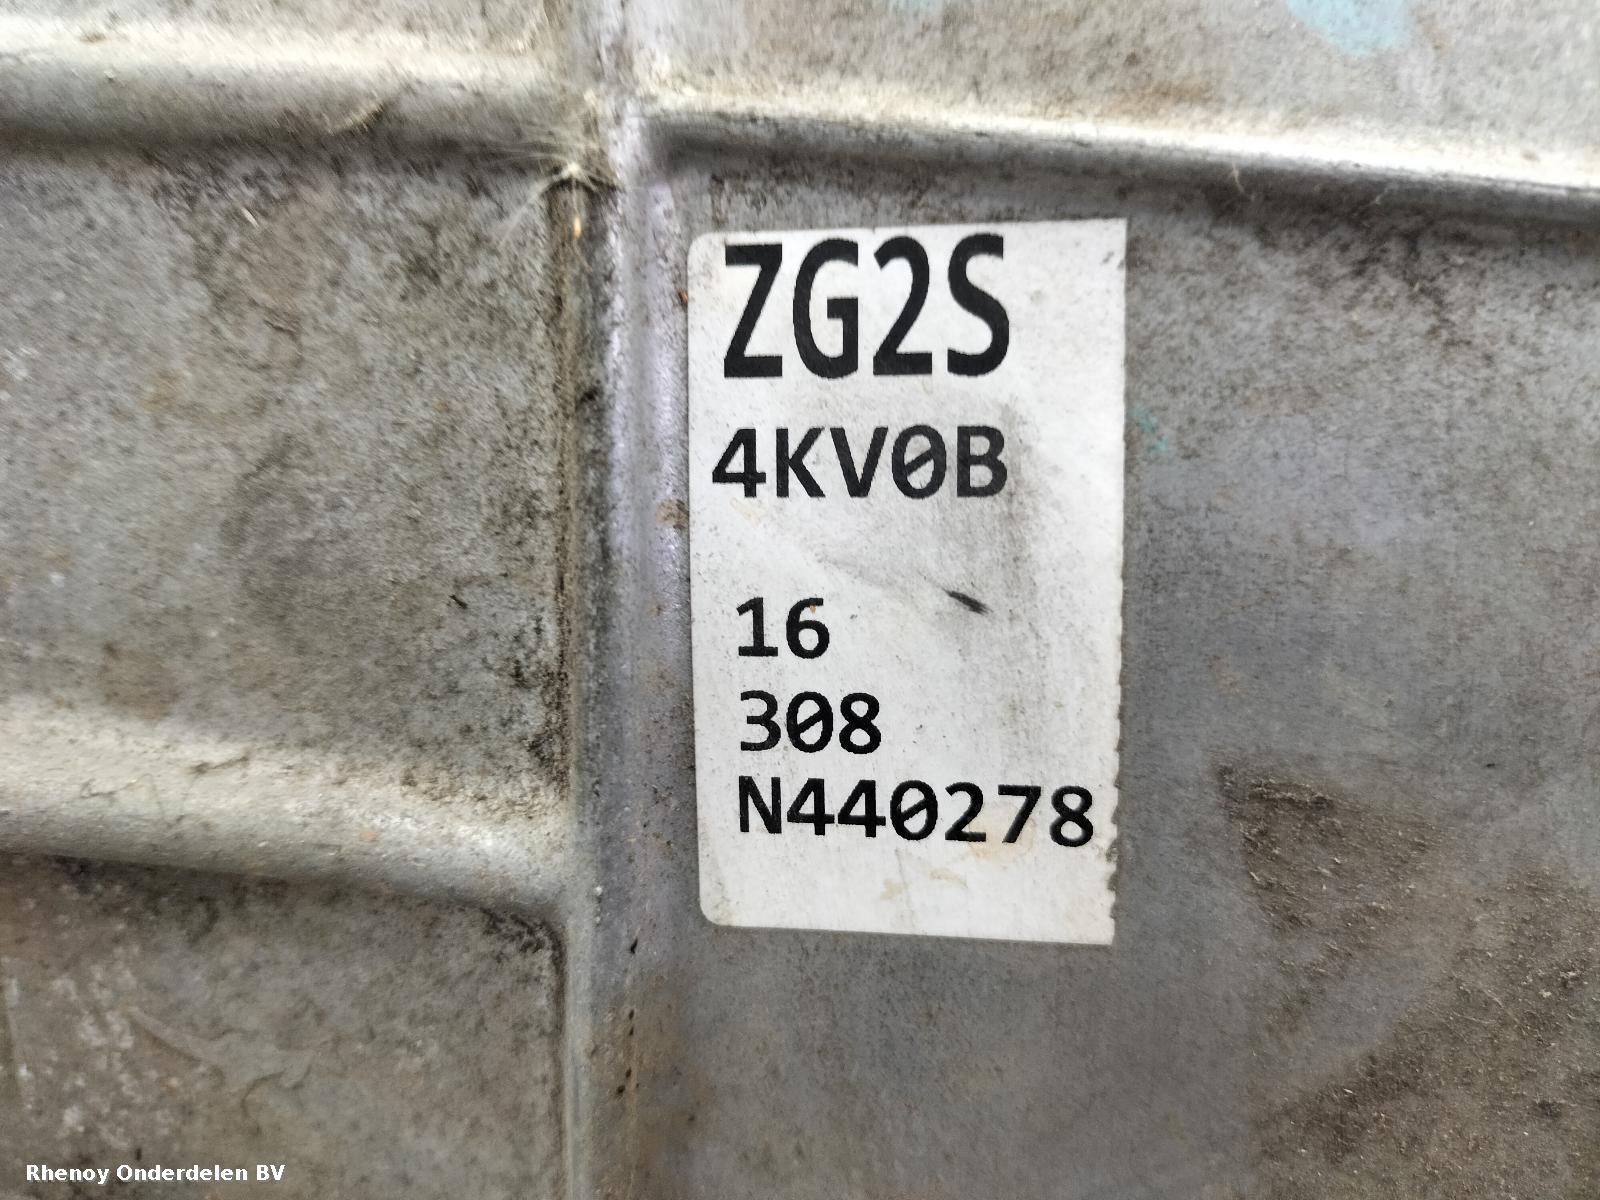 ZG2S
4KV0B
16
308
N440278
Rhenoy Onderdelen BV